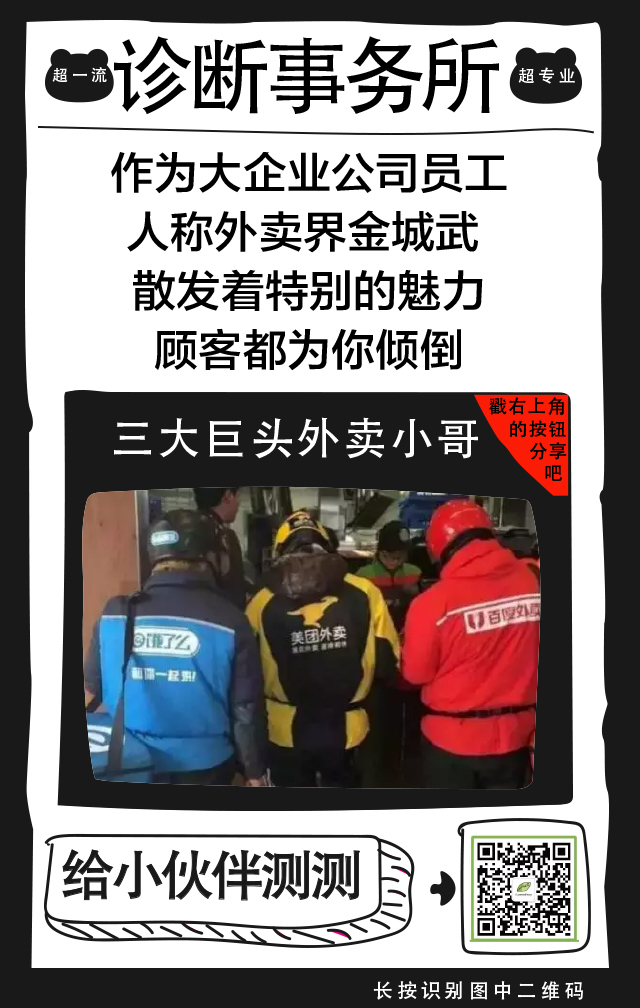 超一流
诊断事务所
超专业
作为大企业公司员工
人称外卖界金城武
散发着特别的魅力
顾客都为你倾倒
三大巨头外卖小哥
戳右上角
的按钮
分享
吧
饿了么
美团外卖
百度外卖
给小伙伴测测
长按识别图中二维码